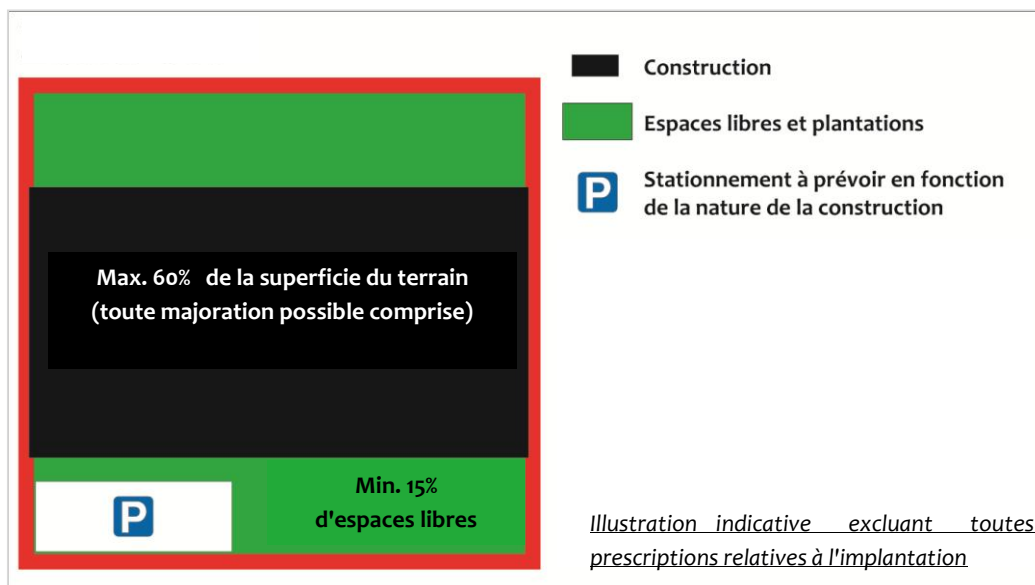 Construction
Espaces libres et plantations
P
Stationnement à prévoir en fonction
de la nature de la construction
Max. 60% de la superficie du terrain
(toute majoration possible comprise)
Min. 15%
d'espaces libres
P
Illustration indicative excluant toutes
prescriptions relatives à l'implantation